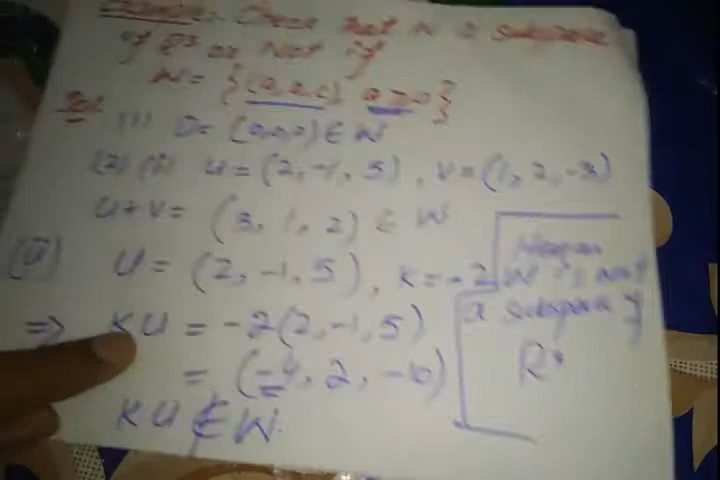 Example:- Check that W is subspace
of R³ or Not if
W = {(a,b,c), a≥0}
Sol (1) 0 = (0,0,0) ∈ W
(2) (i) u = (2,-1,5), v = (1,2,-3)
u+v = (3,1,2) ∈ W
(ii) u = (2,-1,5), k = -2
⇒ ku = -2(2,-1,5)
= (-4, 2, -10)
ku ∉ W.
Hence
W is not
a subspace of
R³